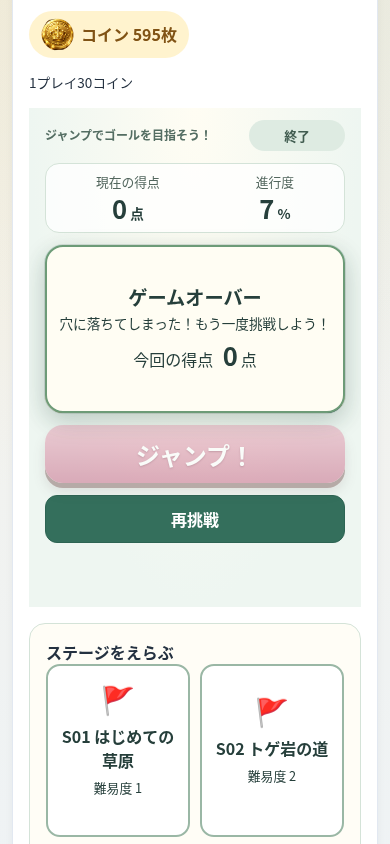 コイン 595枚
1プレイ30コイン
ジャンプでゴールを目指そう！
終了
現在の得点
進行度
0 点
7 %
ゲームオーバー
穴に落ちてしまった！もう一度挑戦しよう！
今回の得点 0 点
ジャンプ！
再挑戦
ステージをえらぶ
S01 はじめての
草原
難易度 1
S02 トゲ岩の道
難易度 2